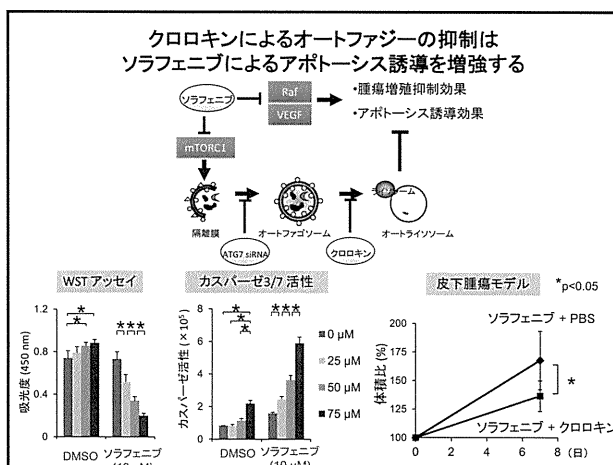 クロロキンによるオートファジーの抑制は
ソラフェニブによるアポトーシス誘導を増強する
ソラフェニブ
Raf
VEGF
•腫瘍増殖抑制効果
•アポトーシス誘導効果
mTORC1
隔離膜
オートファゴソーム
オートライソソーム
ATG7 siRNA
クロロキン
WST アッセイ
カスパーゼ3/7 活性
皮下腫瘍モデル
*p<0.05
吸光度 (450 nm)
1.2
0.8
0.4
0
*
*
***
DMSO
ソラフェニブ
カスパーゼ活性 (× 10⁵)
8
6
4
2
0
*
*
*
***
DMSO
ソラフェニブ
(10 μM)
0 μM
25 μM
50 μM
75 μM
体積比 (%)
200
175
150
125
100
ソラフェニブ + PBS
*
ソラフェニブ + クロロキン
0 2 4 6 8 (日)